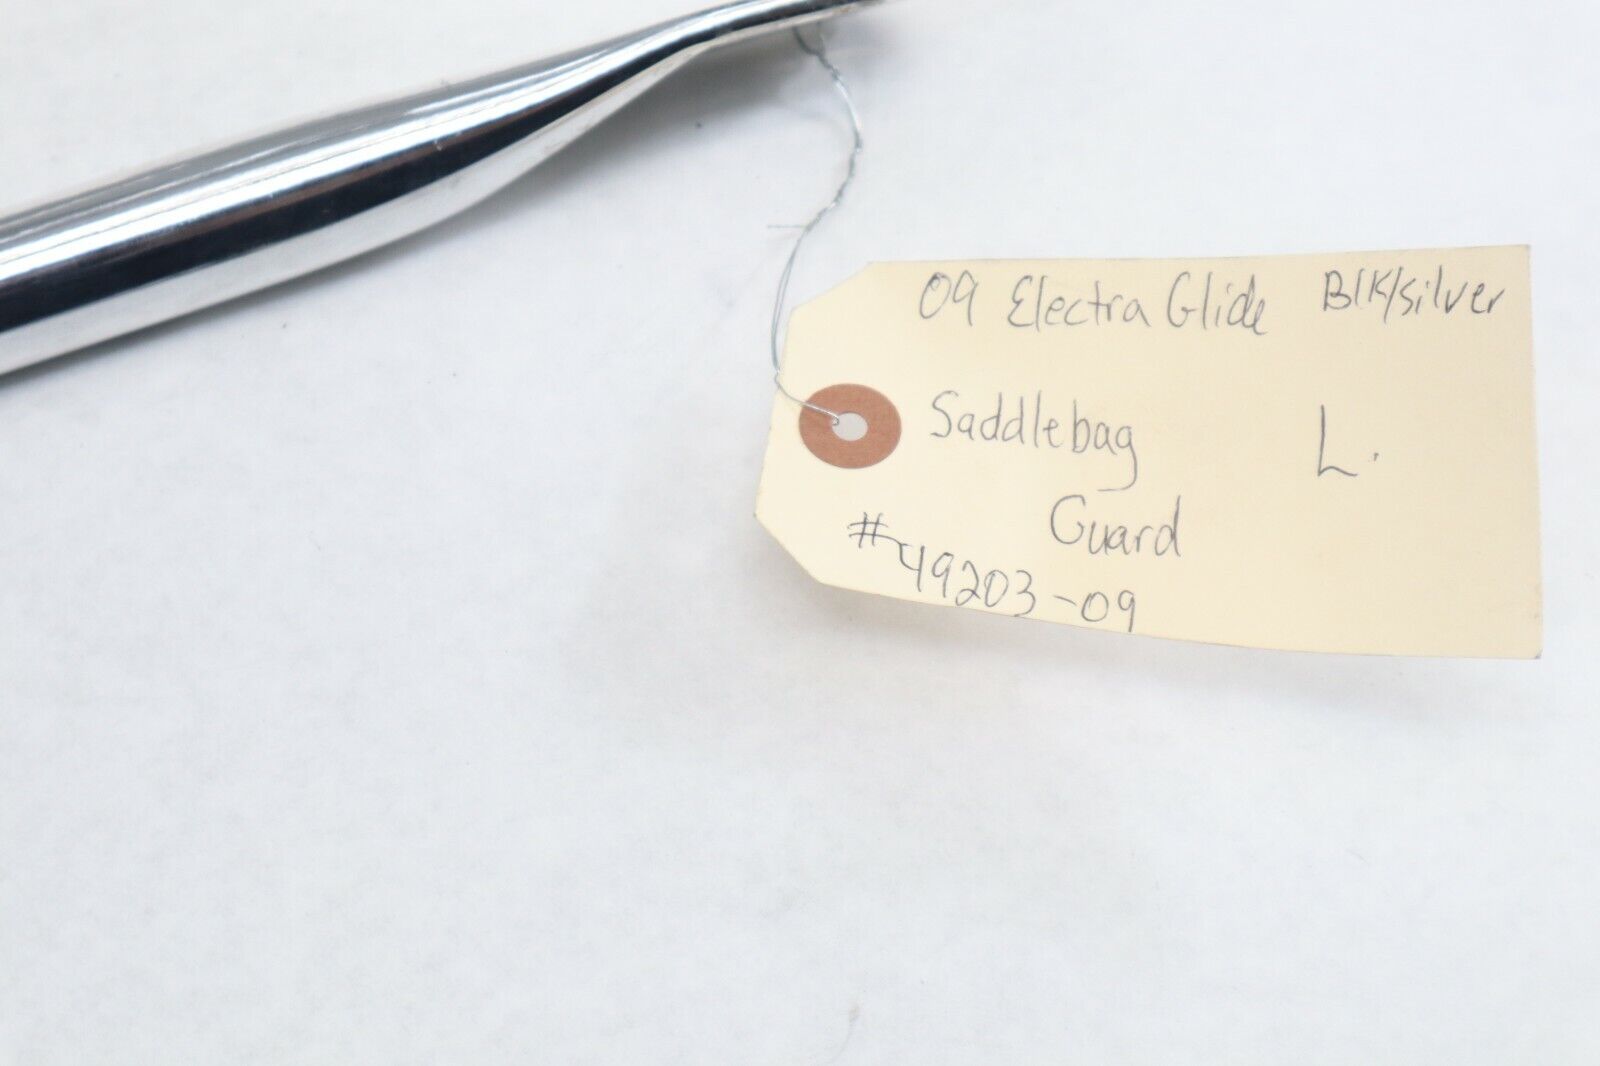 09 Electra Glide Blk/silver
Saddlebag L.
Guard
#49203-09